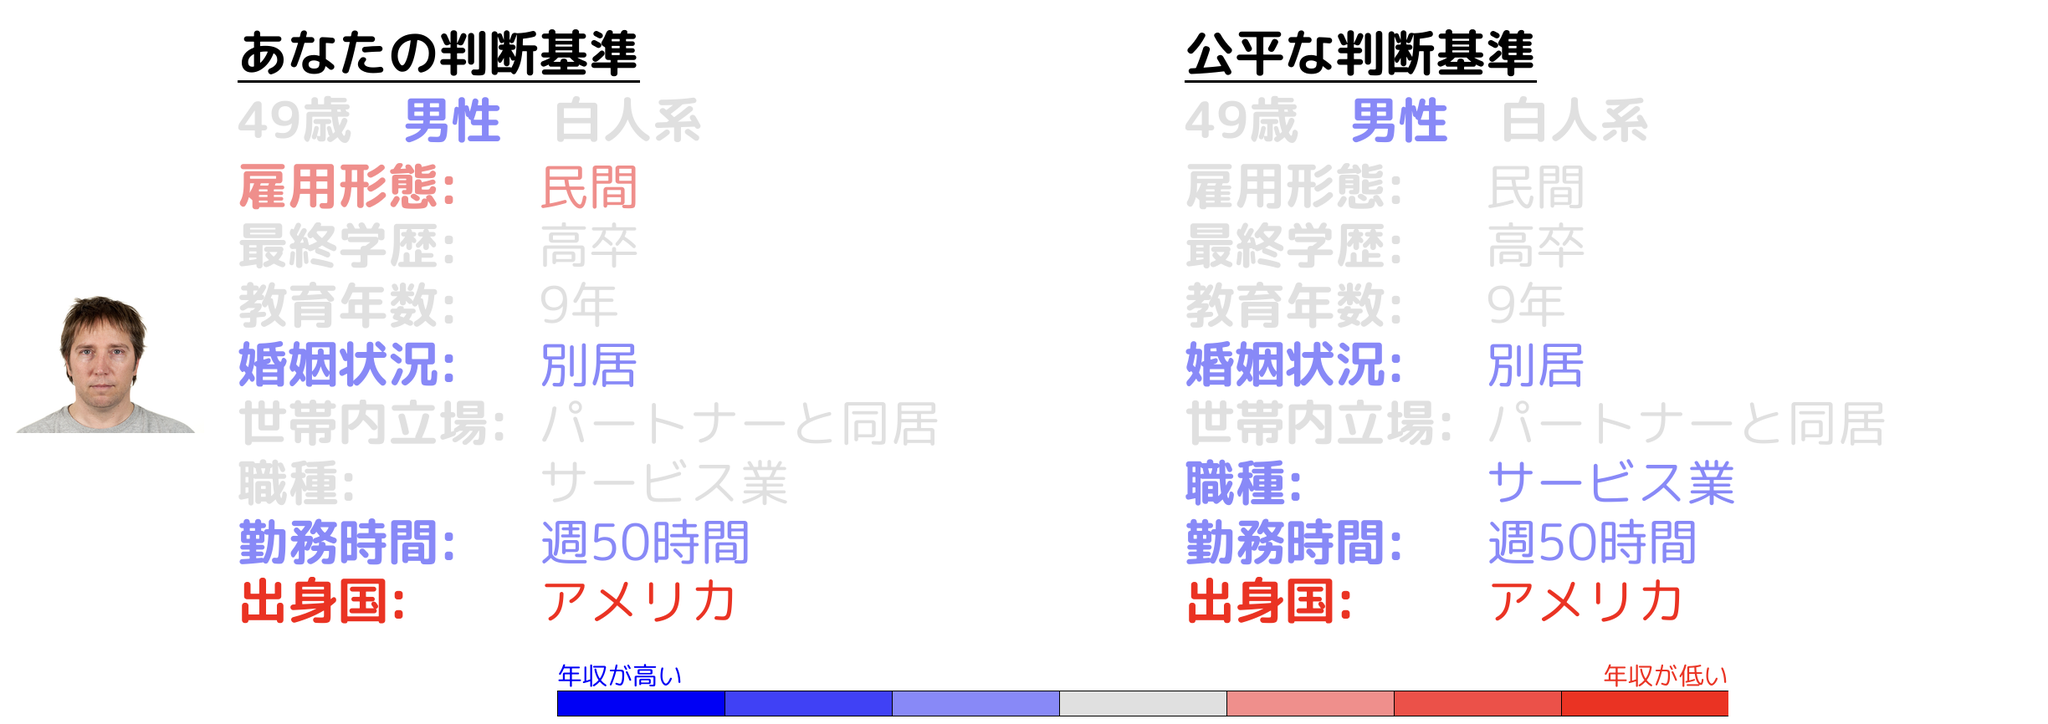 あなたの判断基準
49歳 男性 白人系
雇用形態: 民間
最終学歴: 高卒
教育年数: 9年
婚姻状況: 別居
世帯内立場: パートナーと同居
職種: サービス業
勤務時間: 週50時間
出身国: アメリカ
公平な判断基準
49歳 男性 白人系
雇用形態: 民間
最終学歴: 高卒
教育年数: 9年
婚姻状況: 別居
世帯内立場: パートナーと同居
職種: サービス業
勤務時間: 週50時間
出身国: アメリカ
年収が高い
年収が低い